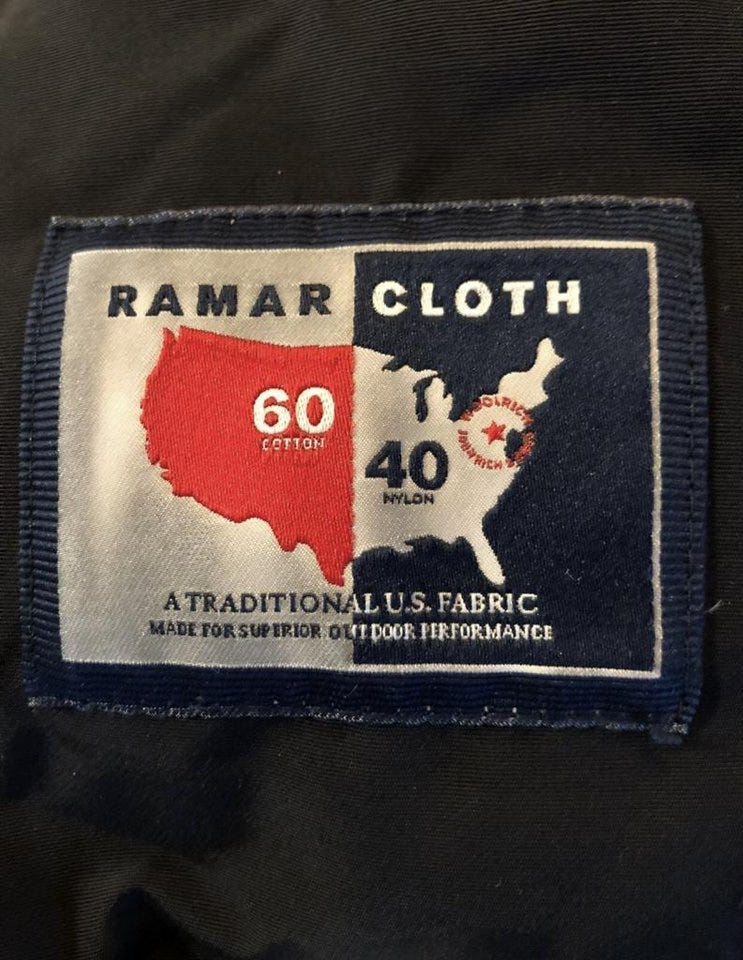 RAMAR CLOTH
60
COTTON
40
NYLON
WOOLRICH
A TRADITIONAL U.S. FABRIC
MADE FOR SUPERIOR OUTDOOR PERFORMANCE